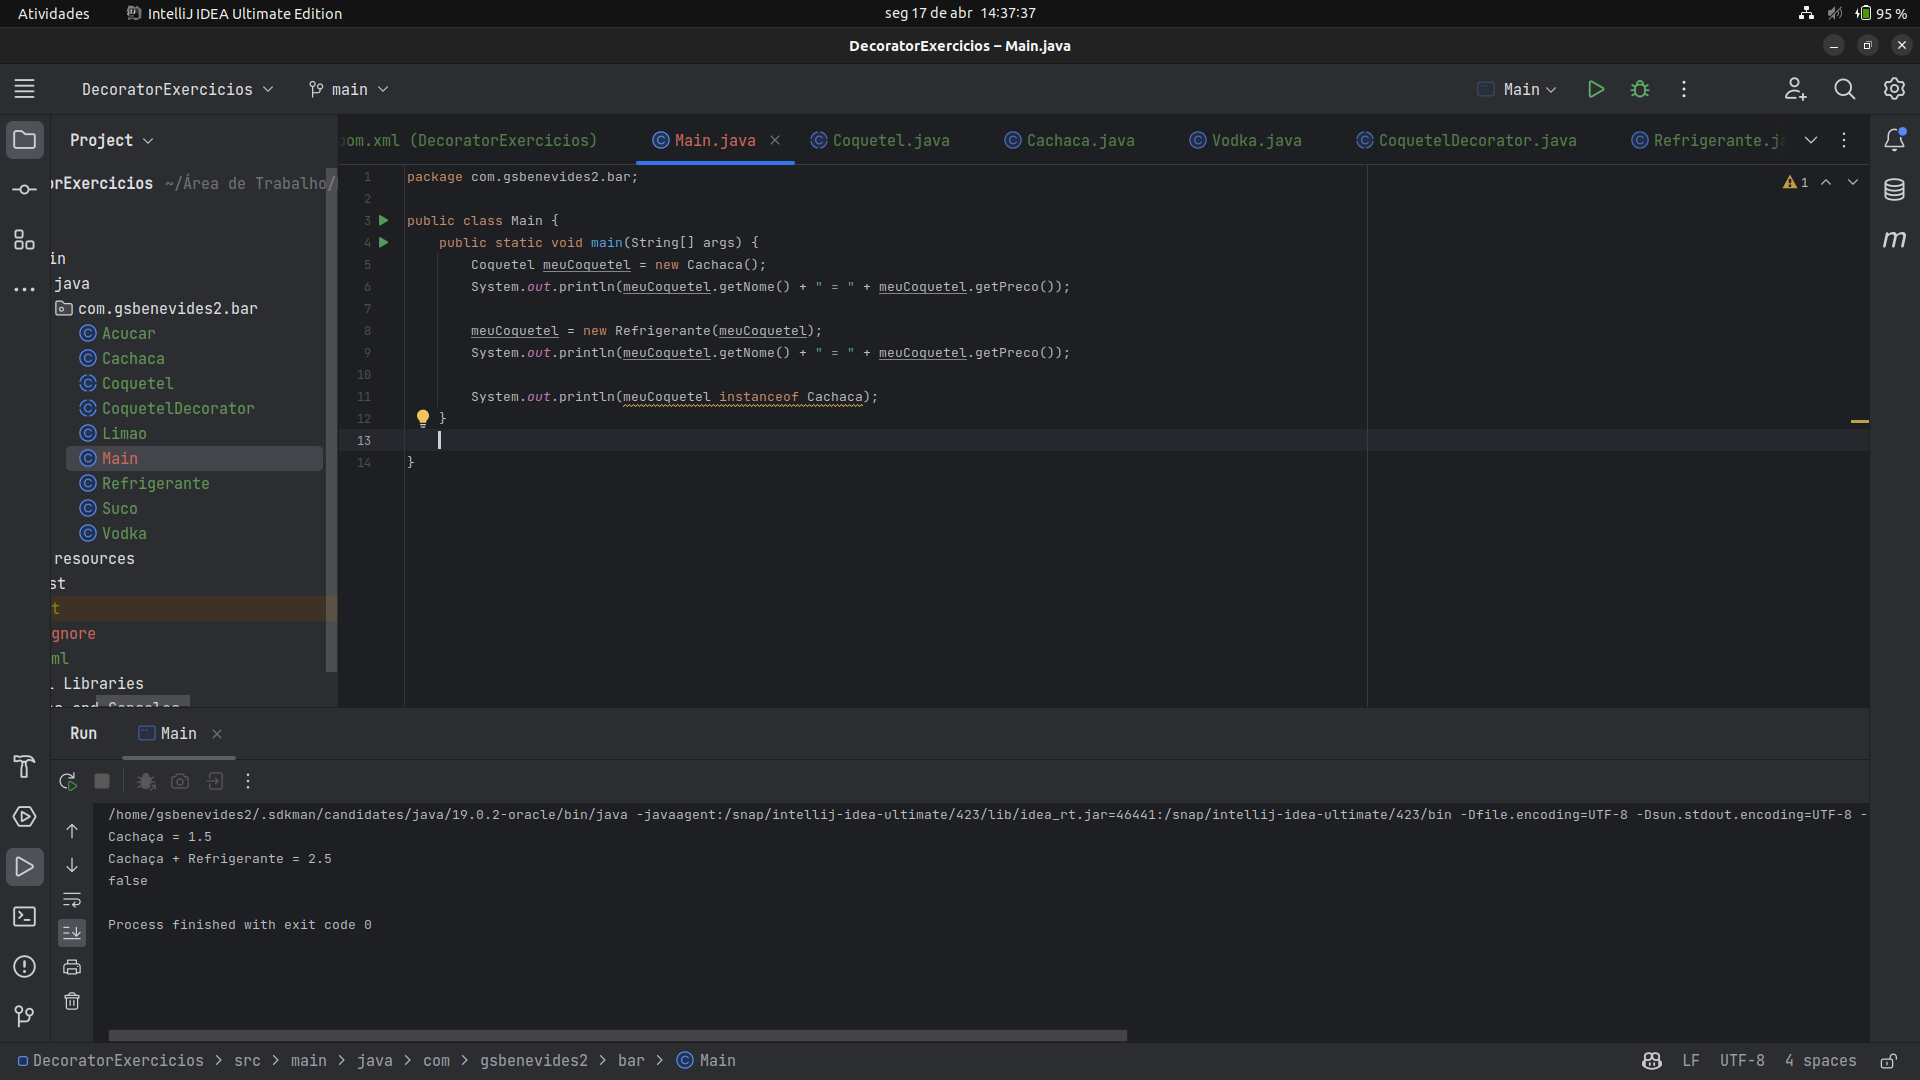 Atividades
IntelliJ IDEA Ultimate Edition
seg 17 de abr 14:37:37
95 %
DecoratorExercicios – Main.java
DecoratorExercicios
main
Main
Project
om.xml (DecoratorExercicios)
Main.java
Coquetel.java
Cachaca.java
Vodka.java
CoquetelDecorator.java
Refrigerante.ja
orExercicios ~/Área de Trabalho/
in
java
com.gsbenevides2.bar
Acucar
Cachaca
Coquetel
CoquetelDecorator
Limao
Main
Refrigerante
Suco
Vodka
resources
st
t
gnore
ml
Libraries
1 package com.gsbenevides2.bar;
2
3 public class Main {
4 public static void main(String[] args) {
5 Coquetel meuCoquetel = new Cachaca();
6 System.out.println(meuCoquetel.getNome() + " = " + meuCoquetel.getPreco());
7
8 meuCoquetel = new Refrigerante(meuCoquetel);
9 System.out.println(meuCoquetel.getNome() + " = " + meuCoquetel.getPreco());
10
11 System.out.println(meuCoquetel instanceof Cachaca);
12 }
13
14 }
1
m
Run
Main
/home/gsbenevides2/.sdkman/candidates/java/19.0.2-oracle/bin/java -javaagent:/snap/intellij-idea-ultimate/423/lib/idea_rt.jar=46441:/snap/intellij-idea-ultimate/423/bin -Dfile.encoding=UTF-8 -Dsun.stdout.encoding=UTF-8 -
Cachaça = 1.5
Cachaça + Refrigerante = 2.5
false
Process finished with exit code 0
DecoratorExercicios > src > main > java > com > gsbenevides2 > bar > Main
LF UTF-8 4 spaces